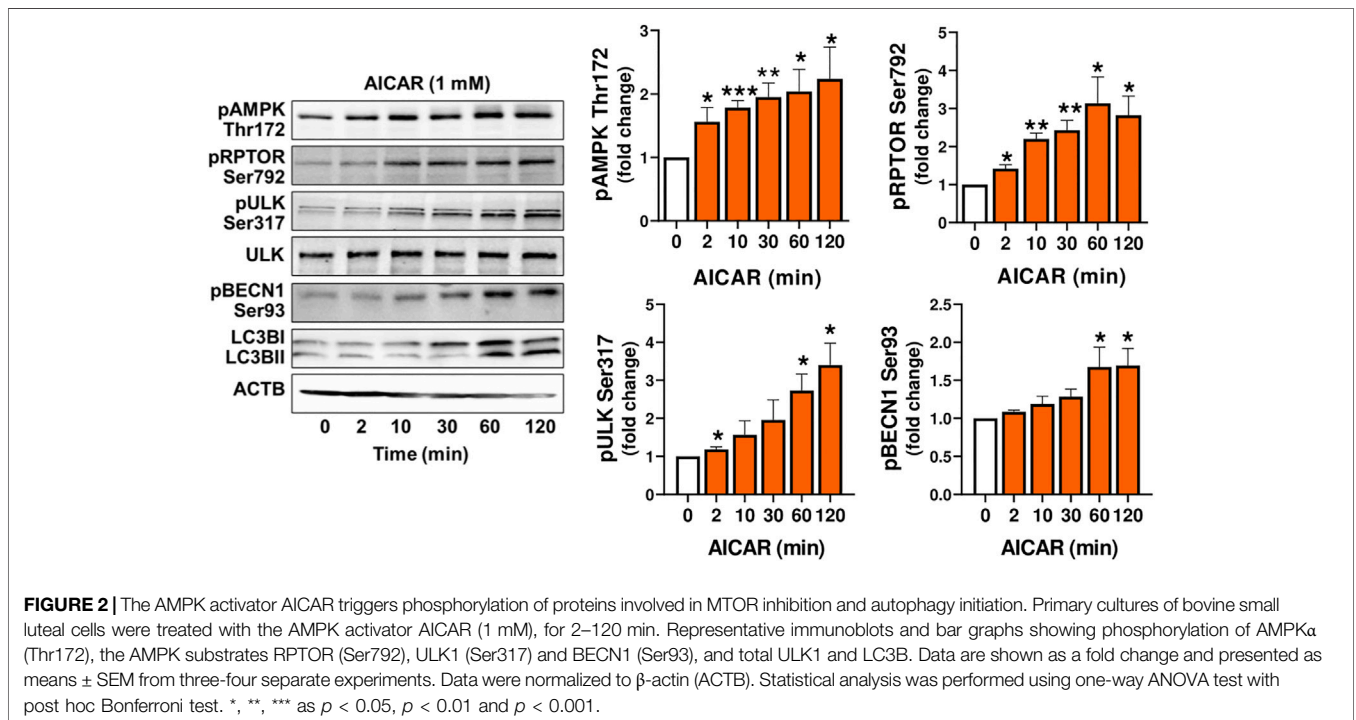 AICAR (1 mM)
pAMPK
Thr172
pRPTOR
Ser792
pULK
Ser317
ULK
pBECN1
Ser93
LC3BI
LC3BII
ACTB
0 2 10 30 60 120
Time (min)
pAMPK Thr172
(fold change)
3
2
1
0
* *** ** * *
0 2 10 30 60 120
AICAR (min)
pRPTOR Ser792
(fold change)
5
4
3
2
1
0
* ** ** * *
0 2 10 30 60 120
AICAR (min)
pULK Ser317
(fold change)
5
4
3
2
1
0
* * *
0 2 10 30 60 120
AICAR (min)
pBECN1 Ser93
(fold change)
2.5
2.0
1.5
1.0
0.5
0.0
* *
0 2 10 30 60 120
AICAR (min)
FIGURE 2 | The AMPK activator AICAR triggers phosphorylation of proteins involved in MTOR inhibition and autophagy initiation. Primary cultures of bovine small
luteal cells were treated with the AMPK activator AICAR (1 mM), for 2–120 min. Representative immunoblots and bar graphs showing phosphorylation of AMPKα
(Thr172), the AMPK substrates RPTOR (Ser792), ULK1 (Ser317) and BECN1 (Ser93), and total ULK1 and LC3B. Data are shown as a fold change and presented as
means ± SEM from three-four separate experiments. Data were normalized to β-actin (ACTB). Statistical analysis was performed using one-way ANOVA test with
post hoc Bonferroni test. *, **, *** as p < 0.05, p < 0.01 and p < 0.001.